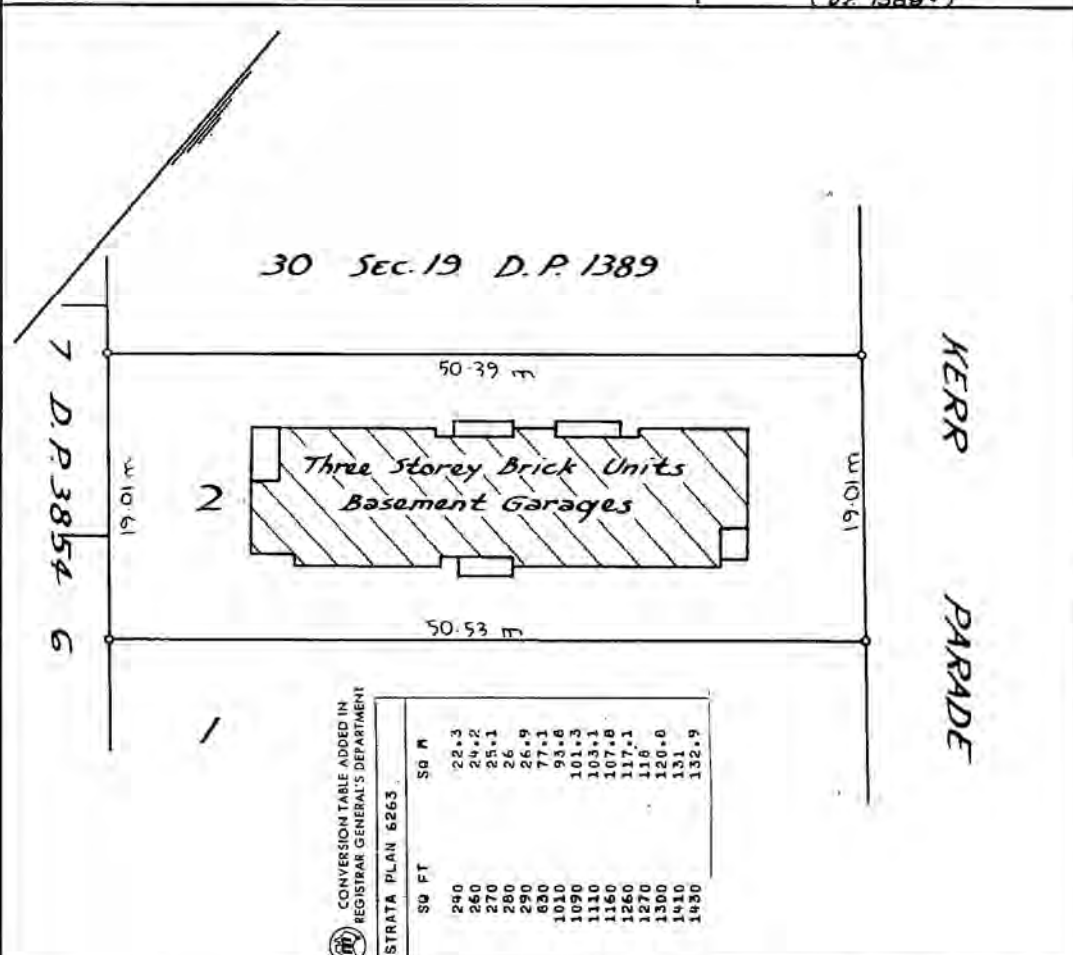 30 SEC. 19 D.P. 1389
KERR PARADE
50·39 m
7 D.P. 3854 6
19.01 m
2
Three Storey Brick Units
Basement Garages
19.01 m
50·53 m
1
CONVERSION TABLE ADDED IN
REGISTRAR GENERAL'S DEPARTMENT
STRATA PLAN 6263
SQ FT SQ M
240 22.3
260 24.2
270 25.1
280 26
290 26.9
830 77.1
1010 93.8
1090 101.3
1110 103.1
1160 107.8
1260 117.1
1270 118
1300 120.8
1410 131
1430 132.9